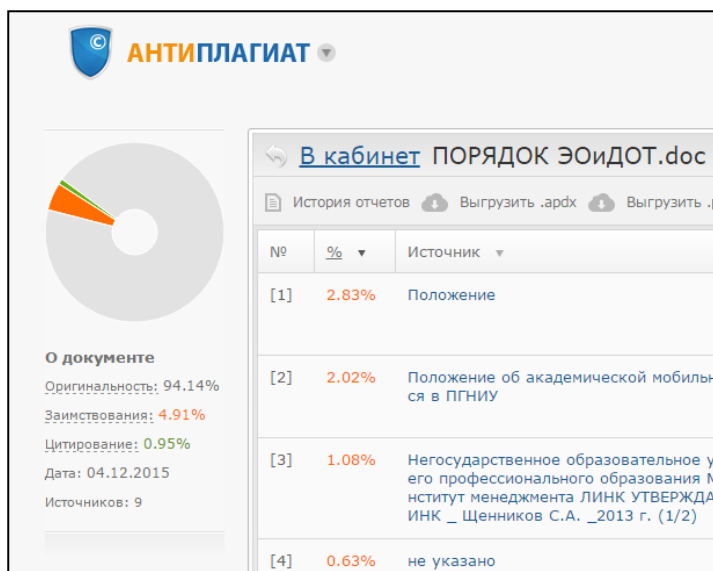 © АНТИПЛАГИАТ
В кабинет ПОРЯДОК ЭОиДОТ.doc
История отчетов Выгрузить .apdx Выгрузить
№ % Источник
[1] 2.83% Положение
[2] 2.02% Положение об академической
ся в ПГНИУ
[3] 1.08% Негосударственное образовательное
его профессионального образования
нститут менеджмента ЛИНК
ИНК _ Щенников С.А. _2013 г. (1/2)
[4] 0.63% не указано
О документе
Оригинальность: 94.14%
Заимствования: 4.91%
Цитирование: 0.95%
Дата: 04.12.2015
Источников: 9